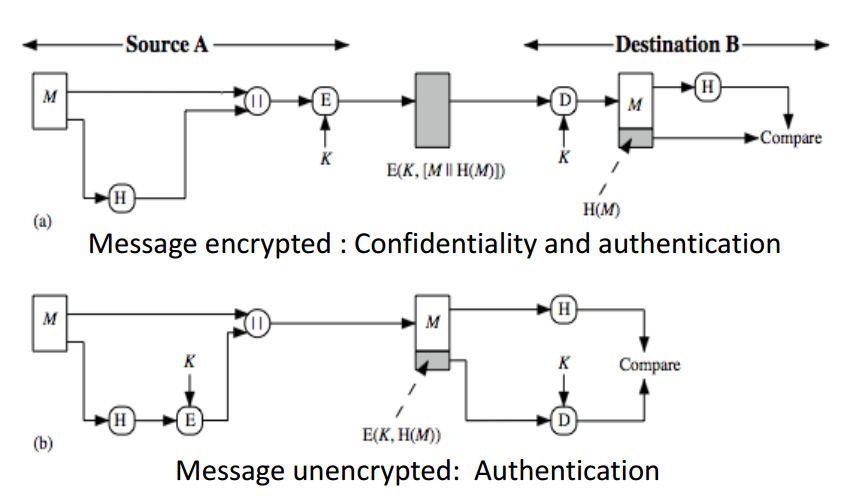 Source A
Destination B
M
||
E
D
M
H
K
K
Compare
E(K, [M || H(M)])
H
H(M)
(a)
Message encrypted : Confidentiality and authentication
M
||
M
H
K
K
Compare
H
E
D
E(K, H(M))
(b)
Message unencrypted: Authentication